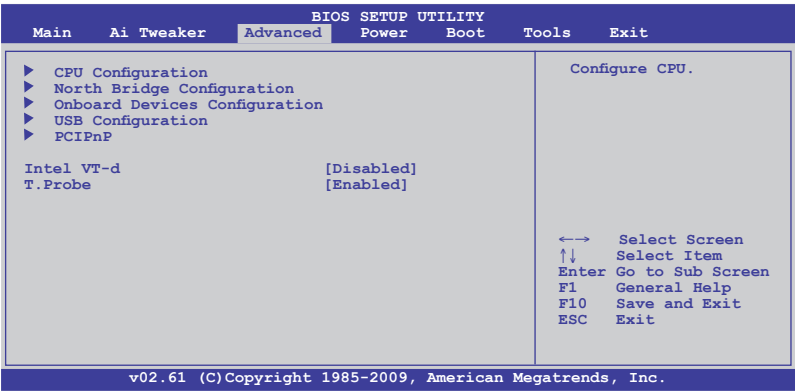 BIOS SETUP UTILITY
Main Ai Tweaker Advanced Power Boot Tools Exit
CPU Configuration
North Bridge Configuration
Onboard Devices Configuration
USB Configuration
PCIPnP
Intel VT-d [Disabled]
T.Probe [Enabled]
Configure CPU.
←→ Select Screen
↑↓ Select Item
Enter Go to Sub Screen
F1 General Help
F10 Save and Exit
ESC Exit
v02.61 (C)Copyright 1985-2009, American Megatrends, Inc.